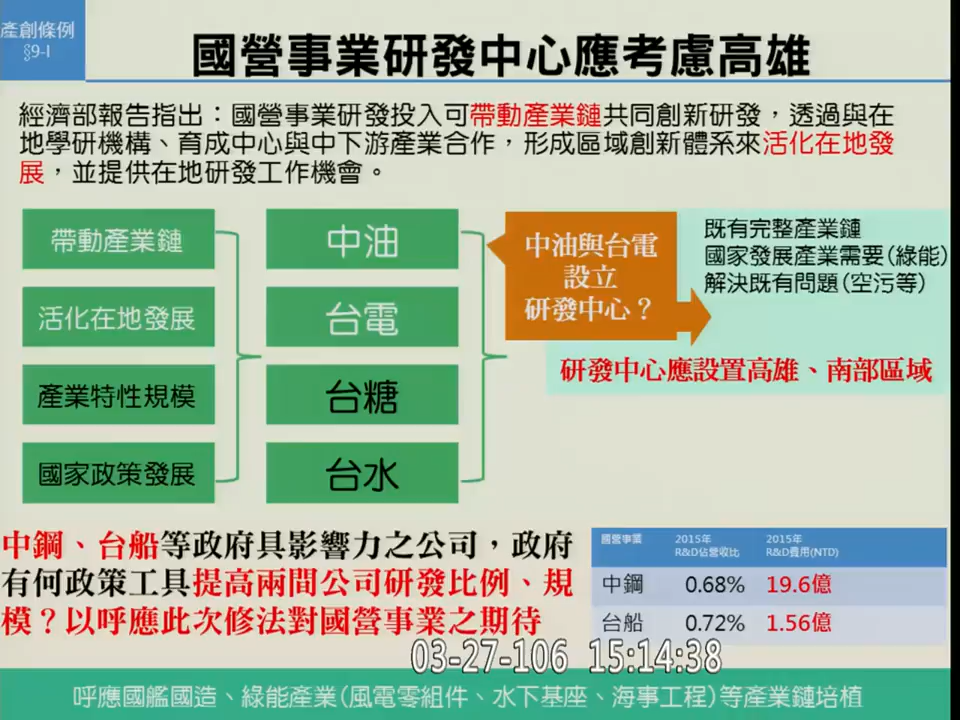 產創條例
§9-1
國營事業研發中心應考慮高雄
經濟部報告指出：國營事業研發投入可帶動產業鏈共同創新研發，透過與在
地學研機構、育成中心與中下游產業合作，形成區域創新體系來活化在地發
展，並提供在地研發工作機會。
帶動產業鏈
活化在地發展
產業特性規模
國家政策發展
中油
台電
台糖
台水
中油與台電
設立
研發中心？
既有完整產業鏈
國家發展產業需要(綠能)
解決既有問題(空污等)
研發中心應設置高雄、南部區域
中鋼、台船等政府具影響力之公司，政府
有何政策工具提高兩間公司研發比例、規
模？以呼應此次修法對國營事業之期待
國營事業 2015年 2015年
R&D佔營收比 R&D費用(NTD)
中鋼 0.68% 19.6億
台船 0.72% 1.56億
03-27-106 15:14:38
呼應國艦國造、綠能產業(風電零組件、水下基座、海事工程)等產業鏈培植